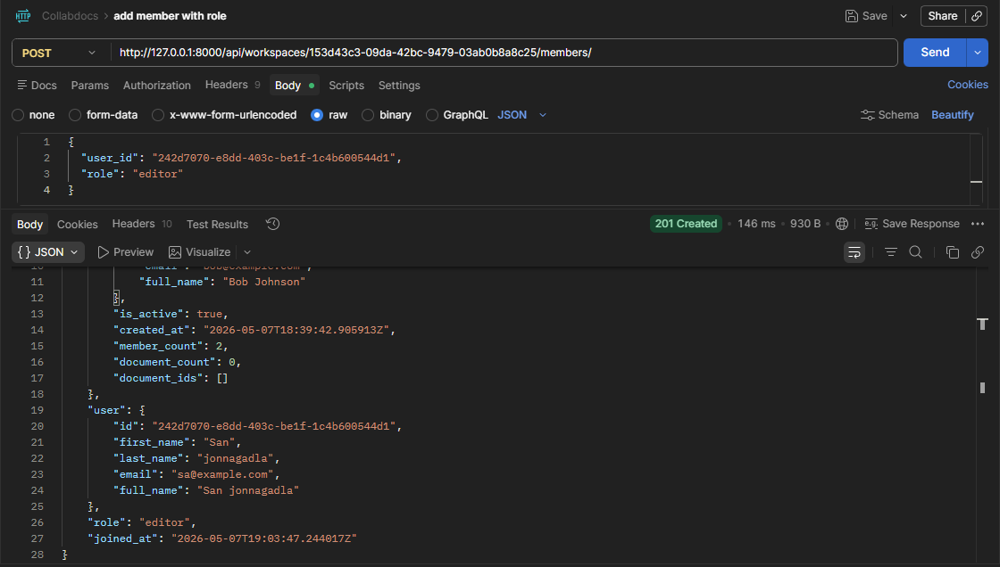 HTTP Collabdocs > add member with role Save Share
POST http://127.0.0.1:8000/api/workspaces/153d43c3-09da-42bc-9479-03ab0b8a8c25/members/ Send
Docs Params Authorization Headers 9 Body Scripts Settings Cookies
none form-data x-www-form-urlencoded raw binary GraphQL JSON Schema Beautify
1 {
2 "user_id": "242d7070-e8dd-403c-be1f-1c4b600544d1",
3 "role": "editor"
4 }
Body Cookies Headers 10 Test Results 201 Created 146 ms 930 B e.g. Save Response
{} JSON Preview Visualize
10 "email": "bob@example.com",
11 "full_name": "Bob Johnson"
12 },
13 "is_active": true,
14 "created_at": "2026-05-07T18:39:42.905913Z",
15 "member_count": 2,
16 "document_count": 0,
17 "document_ids": []
18 },
19 "user": {
20 "id": "242d7070-e8dd-403c-be1f-1c4b600544d1",
21 "first_name": "San",
22 "last_name": "jonnagadla",
23 "email": "sa@example.com",
24 "full_name": "San jonnagadla"
25 },
26 "role": "editor",
27 "joined_at": "2026-05-07T19:03:47.244017Z"
28 }